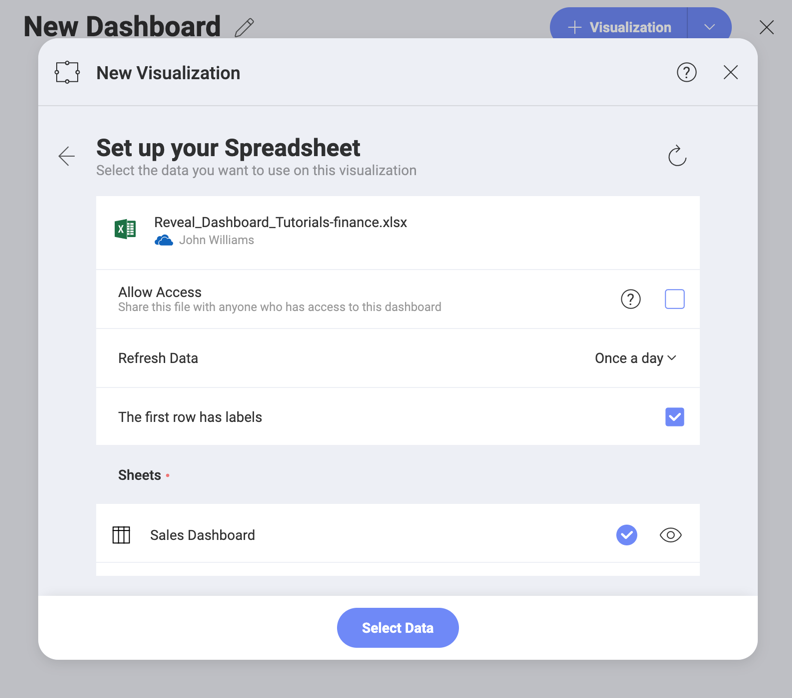 New Dashboard
Visualization
New Visualization
Set up your Spreadsheet
Select the data you want to use on this visualization
Reveal_Dashboard_Tutorials-finance.xlsx
John Williams
Allow Access
Share this file with anyone who has access to this dashboard
Refresh Data
Once a day
The first row has labels
Sheets
Sales Dashboard
Select Data